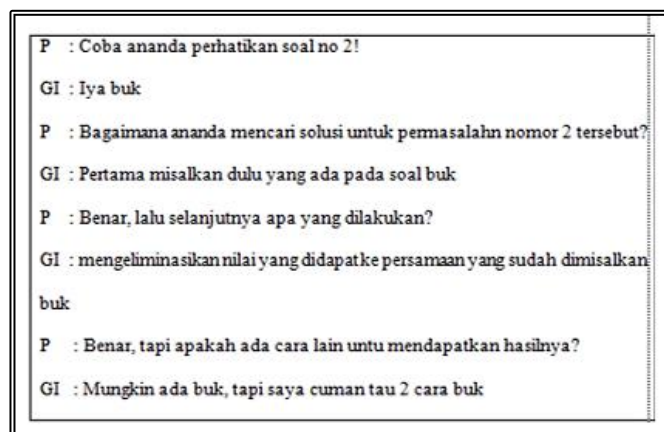 P : Coba ananda perhatikan soal no 2!
GI : Iya buk
P : Bagaimana ananda mencari solusi untuk permasalahn nomor 2 tersebut?
GI : Pertama misalkan dulu yang ada pada soal buk
P : Benar, lalu selanjutnya apa yang dilakukan?
GI : mengeliminasikan nilai yang didapat ke persamaan yang sudah dimisalkan
buk
P : Benar, tapi apakah ada cara lain untu mendapatkan hasilnya?
GI : Mungkin ada buk, tapi saya cuman tau 2 cara buk